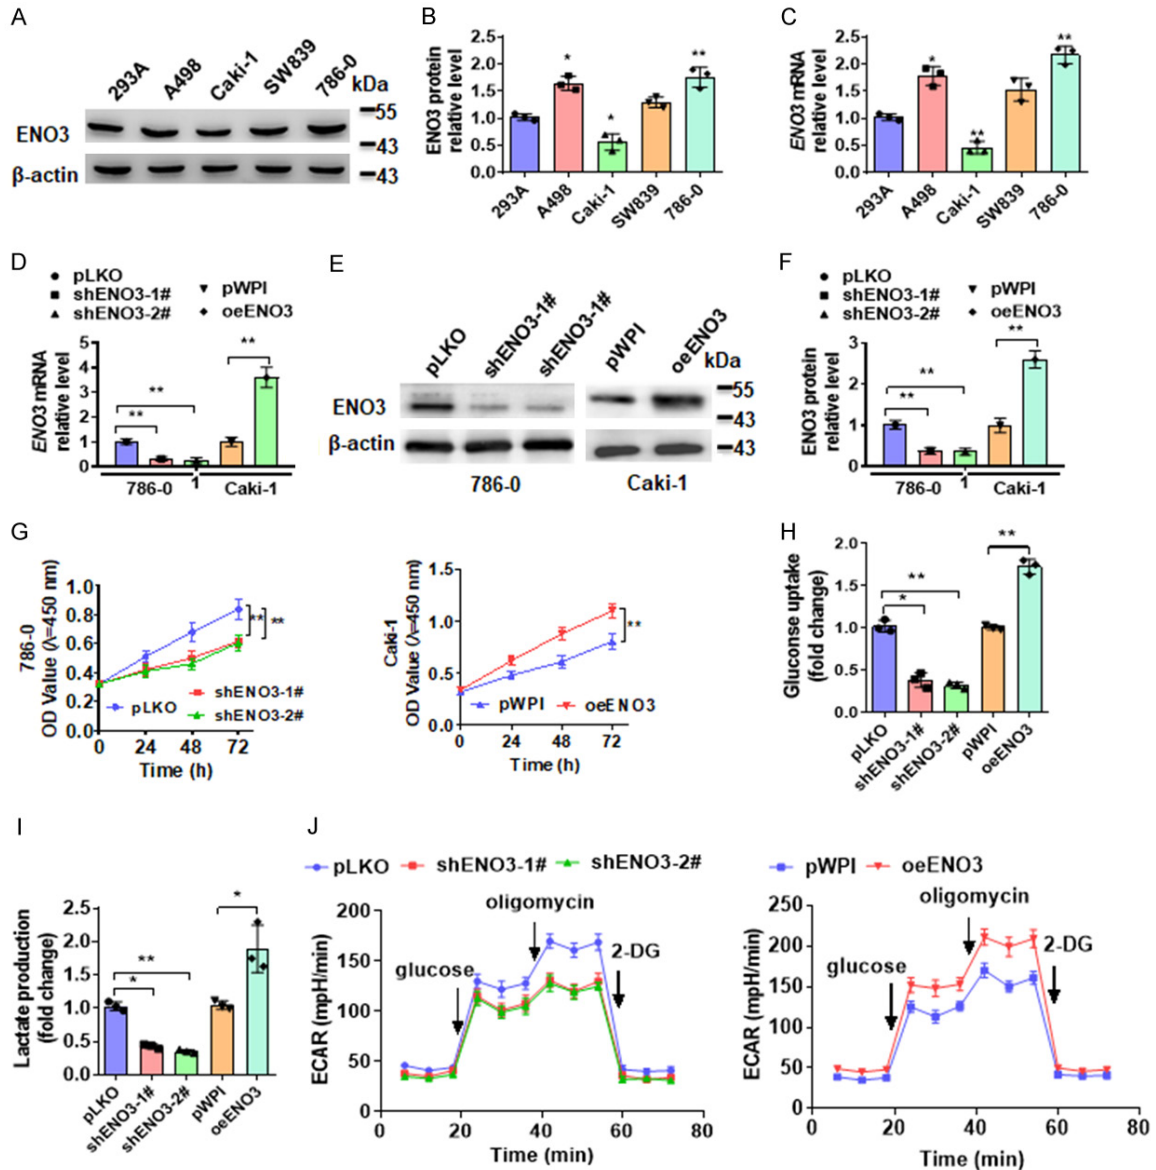 A
293A A498 Caki-1 SW839 786-0 kDa
55
ENO3
43
β-actin
43
B
ENO3 protein
relative level
2.5
2.0
1.5
1.0
0.5
0.0
* * **
293A A498 Caki-1 SW839 786-0
C
ENO3 mRNA
relative level
2.5
2.0
1.5
1.0
0.5
0.0
* ** **
293A A498 Caki-1 SW839 786-0
D
pLKO
shENO3-1# pWPI
shENO3-2# oeENO3
ENO3 mRNA
relative level
5
4
3
2
1
0
** ** **
786-0 Caki-1
E
pLKO shENO3-1# shENO3-1# pWPI oeENO3 kDa
55
ENO3
43
β-actin
43
786-0 Caki-1
F
pLKO
shENO3-1# pWPI
shENO3-2# oeENO3
ENO3 protein
relative level
3
2
1
0
** ** **
786-0 Caki-1
G
786-0
OD Value (λ=450 nm)
1.0
0.8
0.6
0.4
0.2
0.0
** **
pLKO
shENO3-1#
shENO3-2#
0 24 48 72
Time (h)
Caki-1
OD Value (λ=450 nm)
1.5
1.0
0.5
0.0
**
pWPI oeENO3
0 24 48 72
Time (h)
H
Gluconse uptake
(fold change)
2.0
1.5
1.0
0.5
0.0
* ** **
pLKO shENO3-1# shENO3-2# pWPI oeENO3
I
Lactate production
(fold change)
2.5
2.0
1.5
1.0
0.5
0.0
* ** *
pLKO shENO3-1# shENO3-2# pWPI oeENO3
J
pLKO shENO3-1# shENO3-2#
ECAR (mpH/min)
200
150
100
50
0
glucose
oligomycin
2-DG
0 20 40 60 80
Time (min)
pWPI oeENO3
ECAR (mpH/min)
250
200
150
100
50
0
glucose
oligomycin
2-DG
0 20 40 60 80
Time (min)